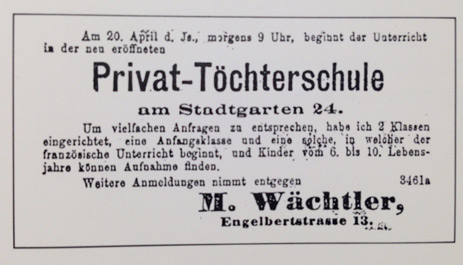 Am 20. April d. Js., morgens 9 Uhr, beginnt der Unterricht
in der neu eröffneten
Privat-Töchterschule
am Stadtgarten 24.
Um vielfachen Anfragen zu entsprechen, habe ich 2 Klassen
eingerichtet, eine Anfangsklasse und eine solche, in welcher der
französische Unterricht beginnt, und Kinder vom 6. bis 10. Lebens-
jahre können Aufnahme finden.
Weitere Anmeldungen nimmt entgegen 3461a
M. Wächtler,
Engelbertstrasse 13.